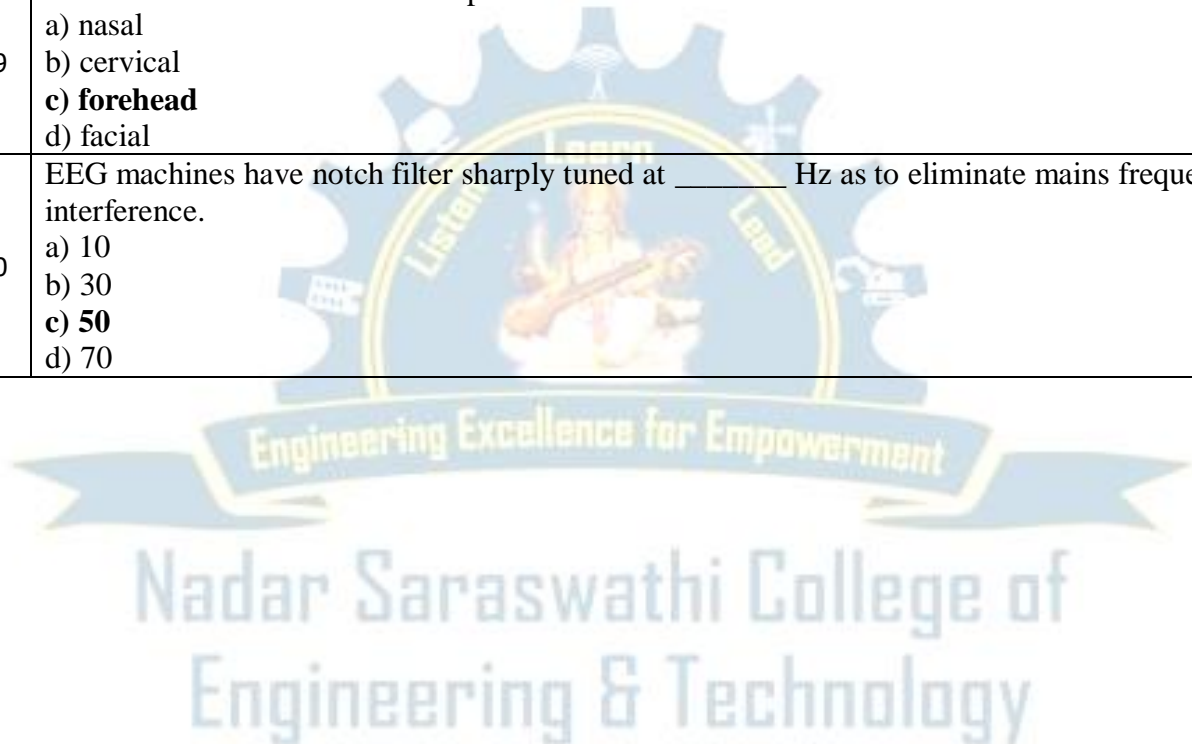 a) nasal
9
b) cervical
c) forehead
d) facial
EEG machines have notch filter sharply tuned at _______ Hz as to eliminate mains freque
interference.
a) 10
0
b) 30
c) 50
d) 70
Learn
Listen
Lead
Engineering Excellence for Empowerment
Nadar Saraswathi College of
Engineering & Technology